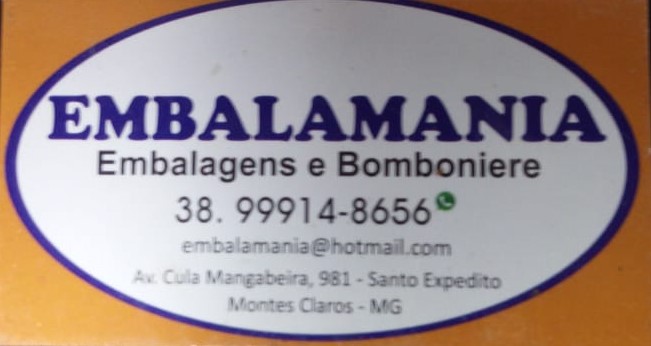 EMBALAMANIA
Embalagens e Bomboniere
38. 99914-8656
embalamania@hotmail.com
Av. Cula Mangabeira, 981 - Santo Expedito
Montes Claros - MG